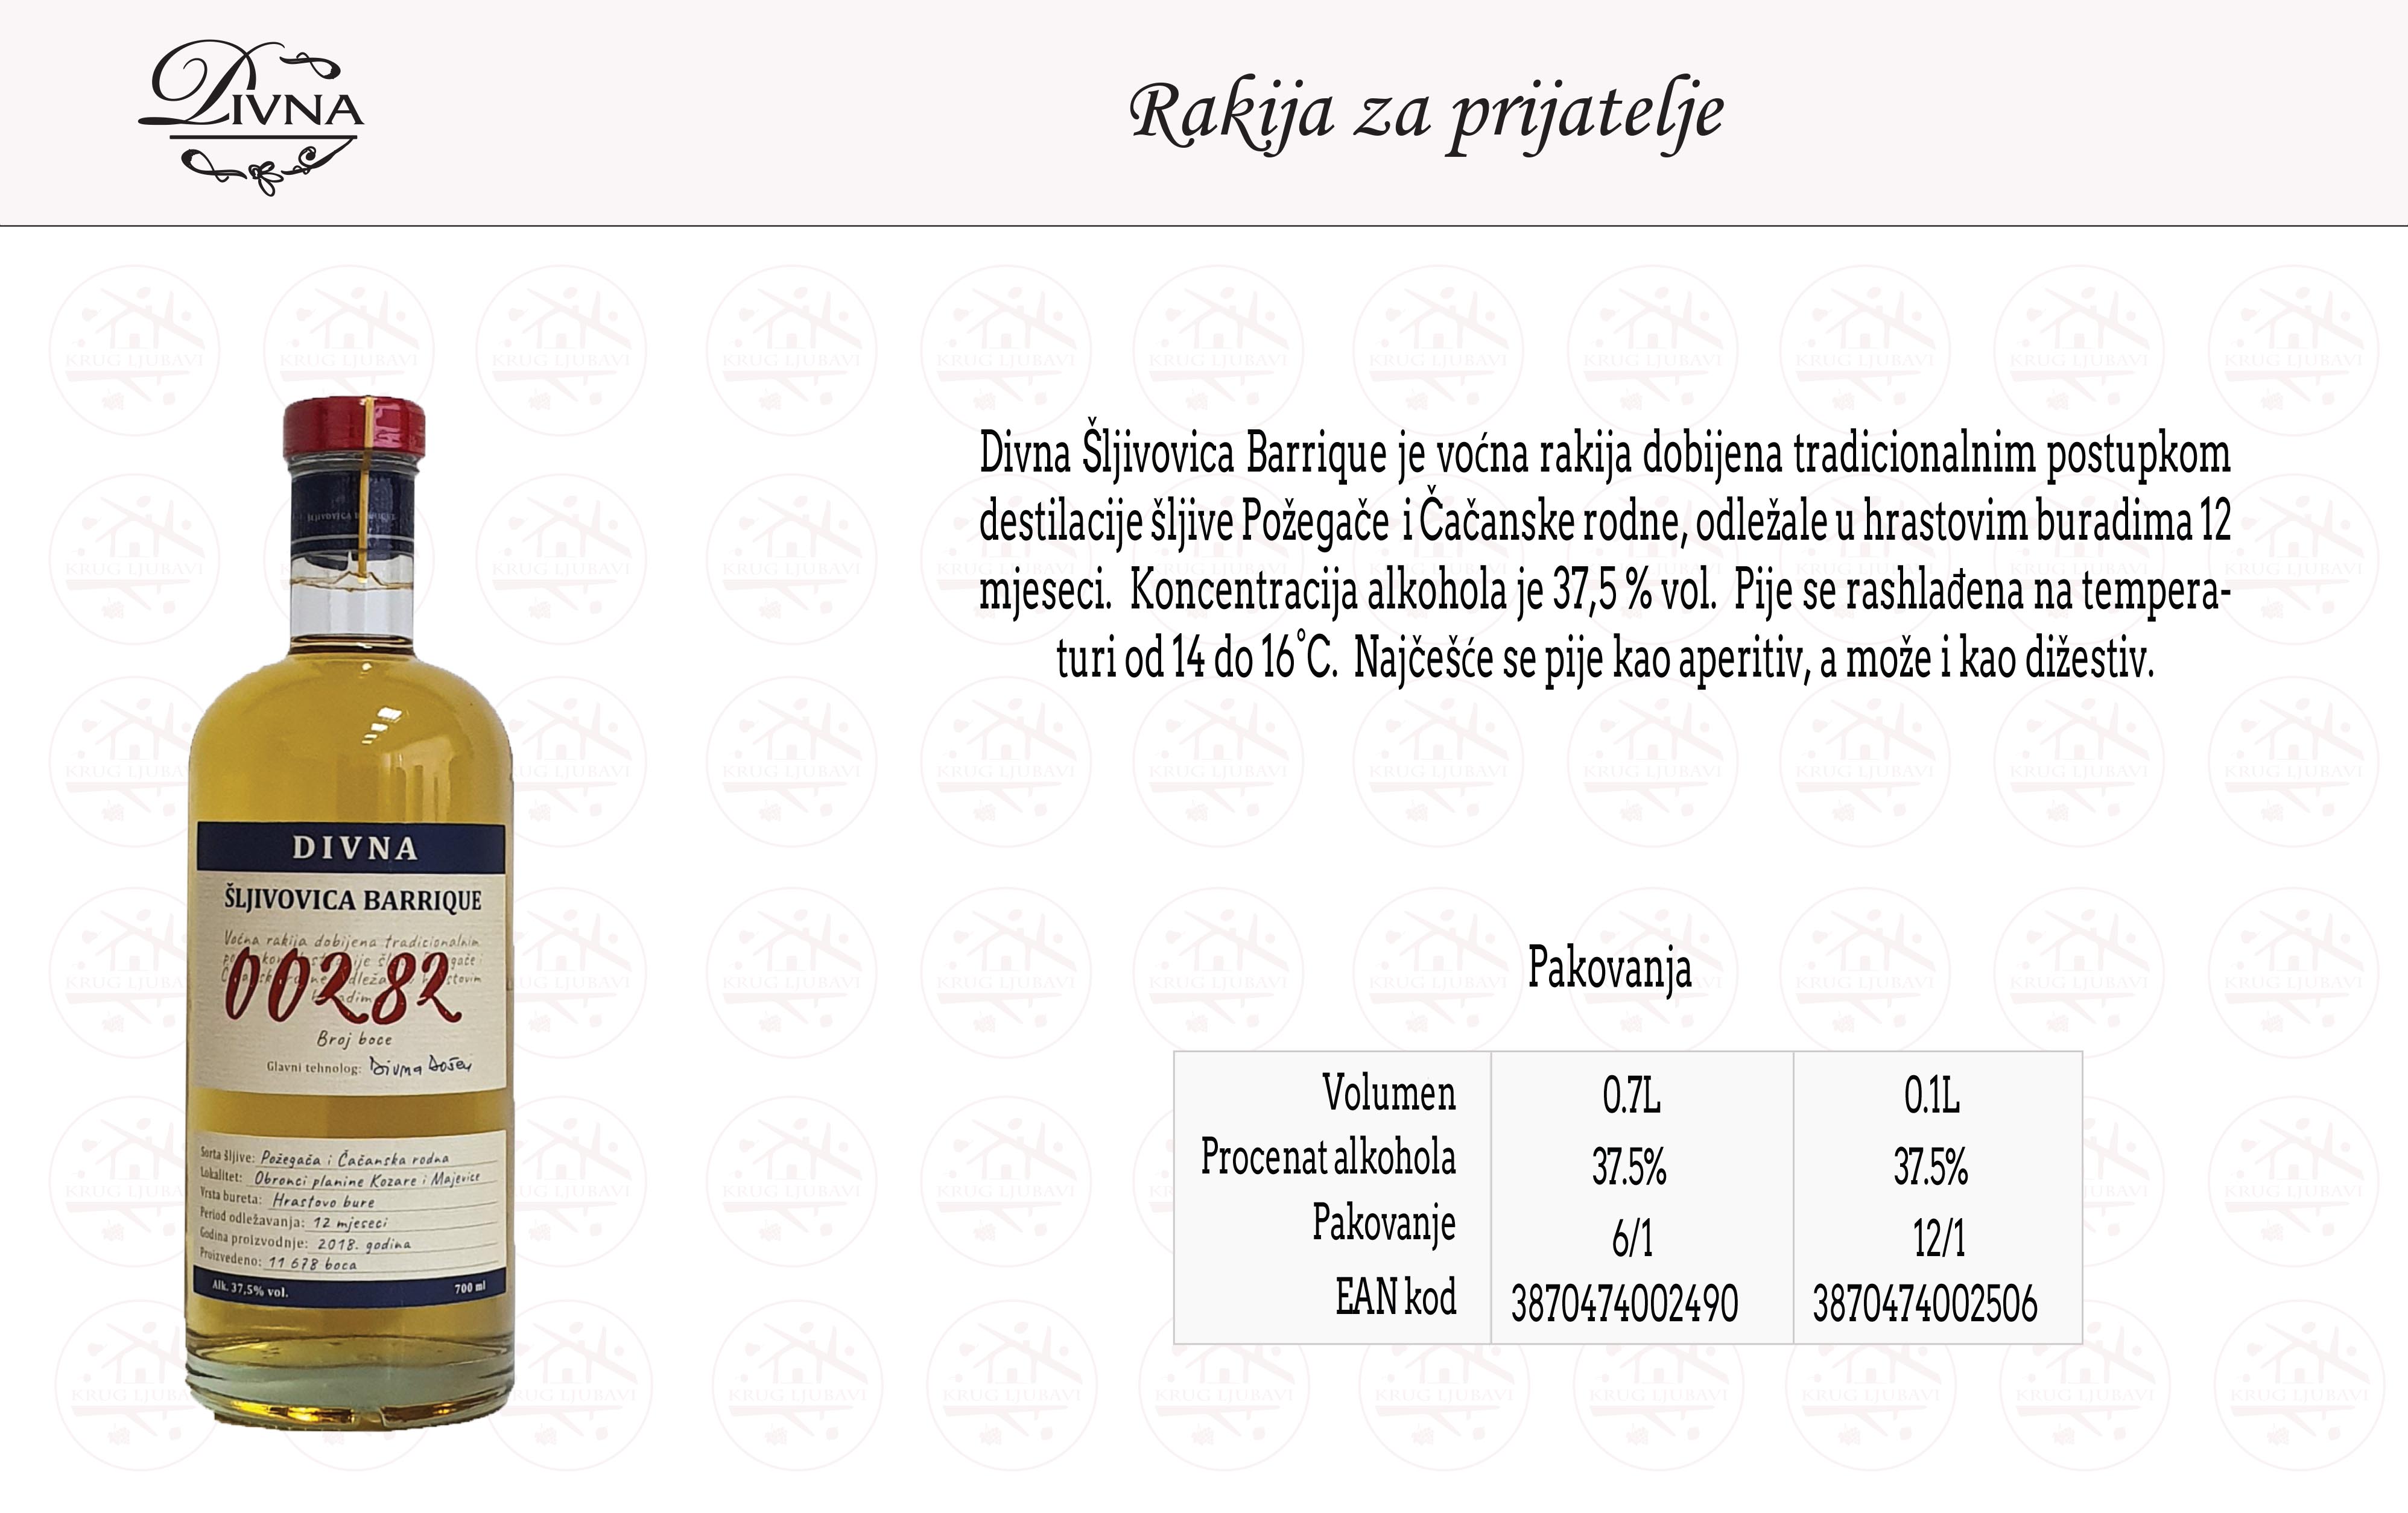 DIVNA
Rakija za prijatelje
Divna Šljivovica Barrique je voćna rakija dobijena tradicionalnim postupkom
destilacije šljive Požegače i Čačanske rodne, odležale u hrastovim buradima 12
mjeseci. Koncentracija alkohola je 37,5 % vol. Pije se rashlađena na tempera-
turi od 14 do 16°C. Najčešće se pije kao aperitiv, a može i kao dižestiv.
DIVNA
ŠLJIVOVICA BARRIQUE
Voćna rakija dobijena tradicionalnim
00282
Broj boce
Glavni tehnolog: Divna
Sorta šljive: Požegača i Čačanska rodna
Lokalitet: Obronci planine Kozare i Majevice
Vrsta bureta: Hrastovo bure
Period odležavanja: 12 mjeseci
Godina proizvodnje: 2018. godina
Proizvedeno: 11 678 boca
Alk. 37,5% vol. 700 ml
Pakovanja
Volumen 0.7L 0.1L
Procenat alkohola 37.5% 37.5%
Pakovanje 6/1 12/1
EAN kod 3870474002490 3870474002506
KRUG LJUBAVI